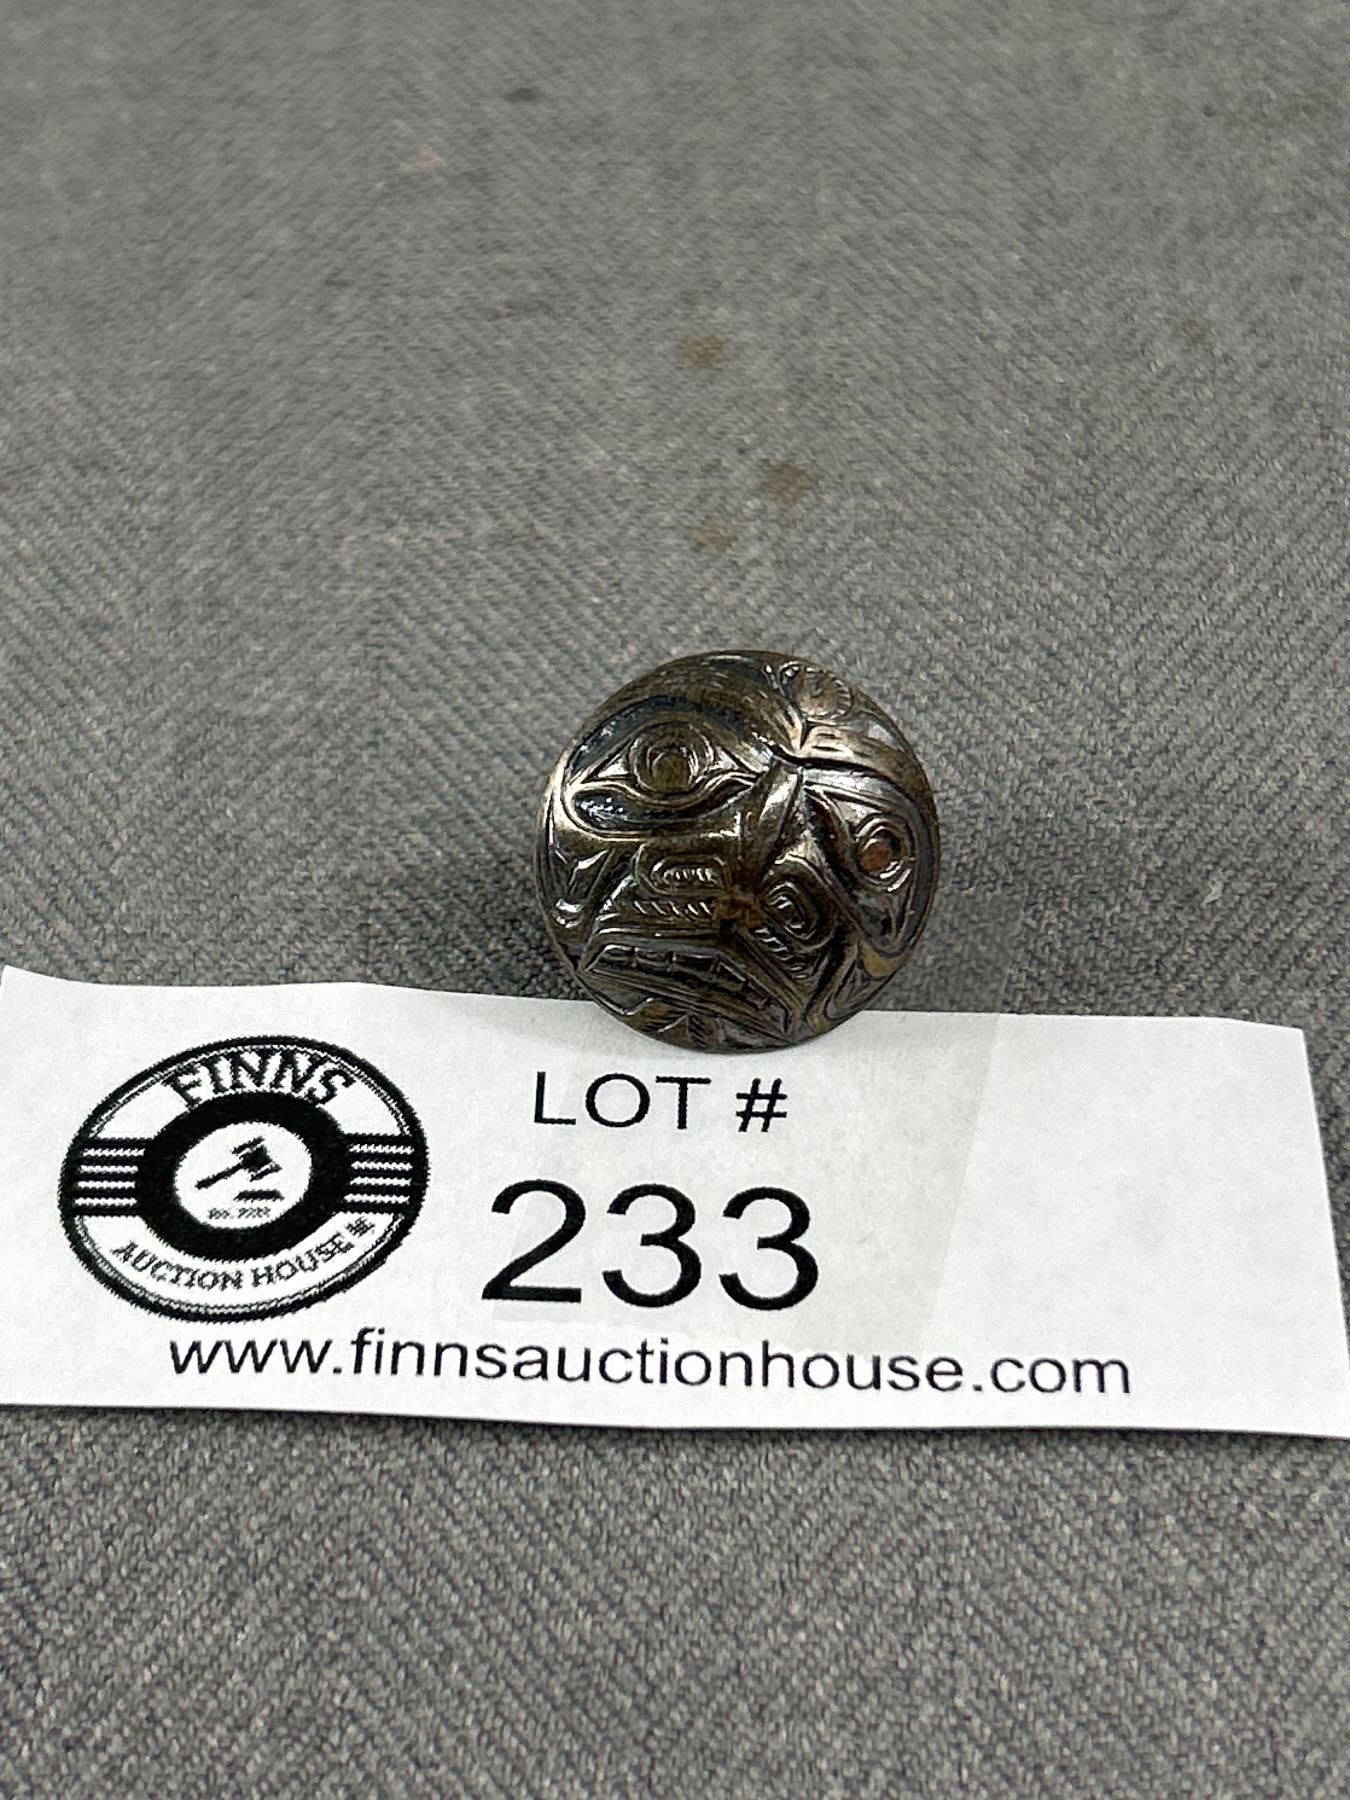 FINNS
AUCTION HOUSE
LOT #
233
www.finnsauctionhouse.com